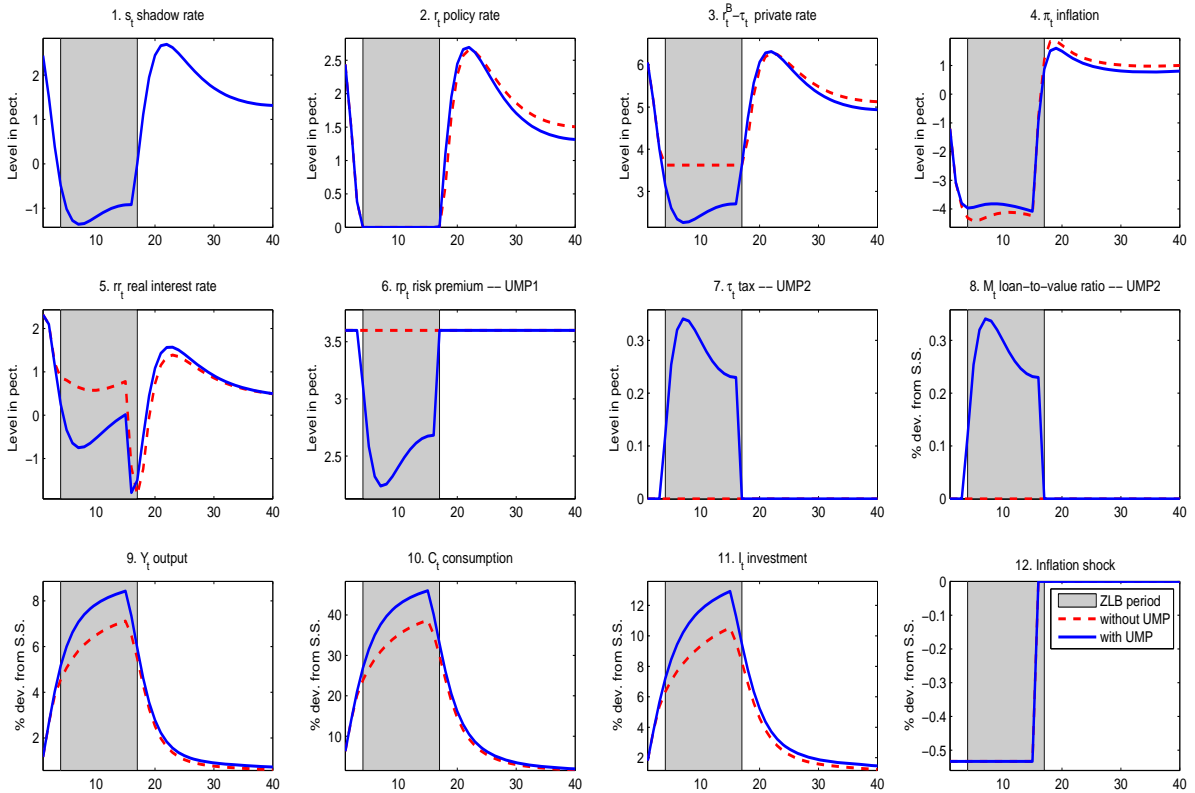 1. s_t shadow rate
Level in pect.
2
1
0
−1
10 20 30 40
2. r_t policy rate
Level in pect.
2.5
2
1.5
1
0.5
0
10 20 30 40
3. r_t^B−τ_t private rate
Level in pect.
6
5
4
3
10 20 30 40
4. π_t inflation
Level in pect.
1
0
−1
−2
−3
−4
10 20 30 40
5. rr_t real interest rate
Level in pect.
2
1
0
−1
10 20 30 40
6. rp_t risk premium −− UMP1
Level in pect.
3.5
3
2.5
10 20 30 40
7. τ_t tax −− UMP2
Level in pect.
0.3
0.2
0.1
0
10 20 30 40
8. M_t loan−to−value ratio −− UMP2
% dev. from S.S.
0.3
0.2
0.1
0
10 20 30 40
9. Y_t output
% dev. from S.S.
8
6
4
2
10 20 30 40
10. C_t consumption
% dev. from S.S.
40
30
20
10
10 20 30 40
11. I_t investment
% dev. from S.S.
12
10
8
6
4
2
10 20 30 40
12. Inflation shock
% dev. from S.S.
0
−0.1
−0.2
−0.3
−0.4
−0.5
10 20 30 40
ZLB period
without UMP
with UMP